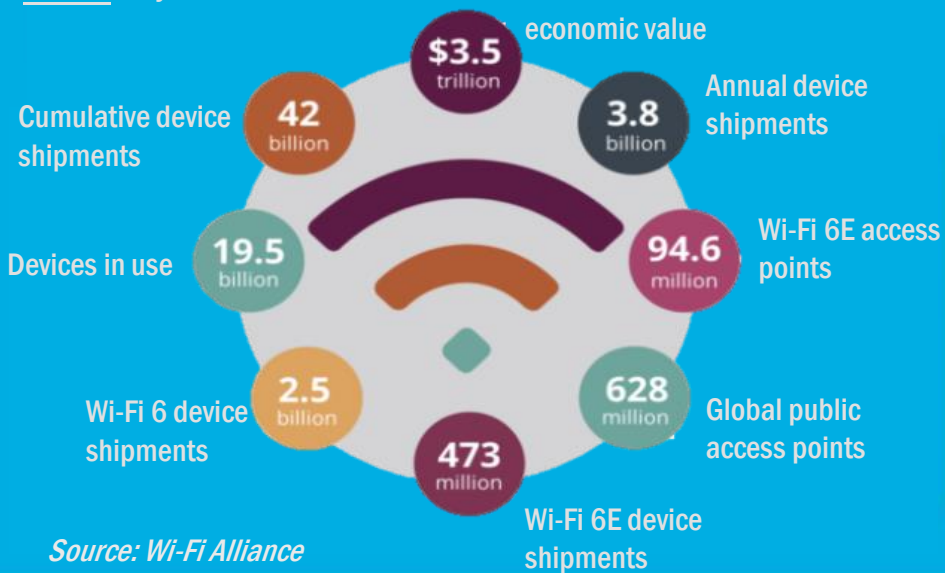 $3.5
trillion
economic value
42
billion
Cumulative device
shipments
3.8
billion
Annual device
shipments
19.5
billion
Devices in use
94.6
million
Wi-Fi 6E access
points
2.5
billion
Wi-Fi 6 device
shipments
628
million
Global public
access points
473
million
Wi-Fi 6E device
shipments
Source: Wi-Fi Alliance